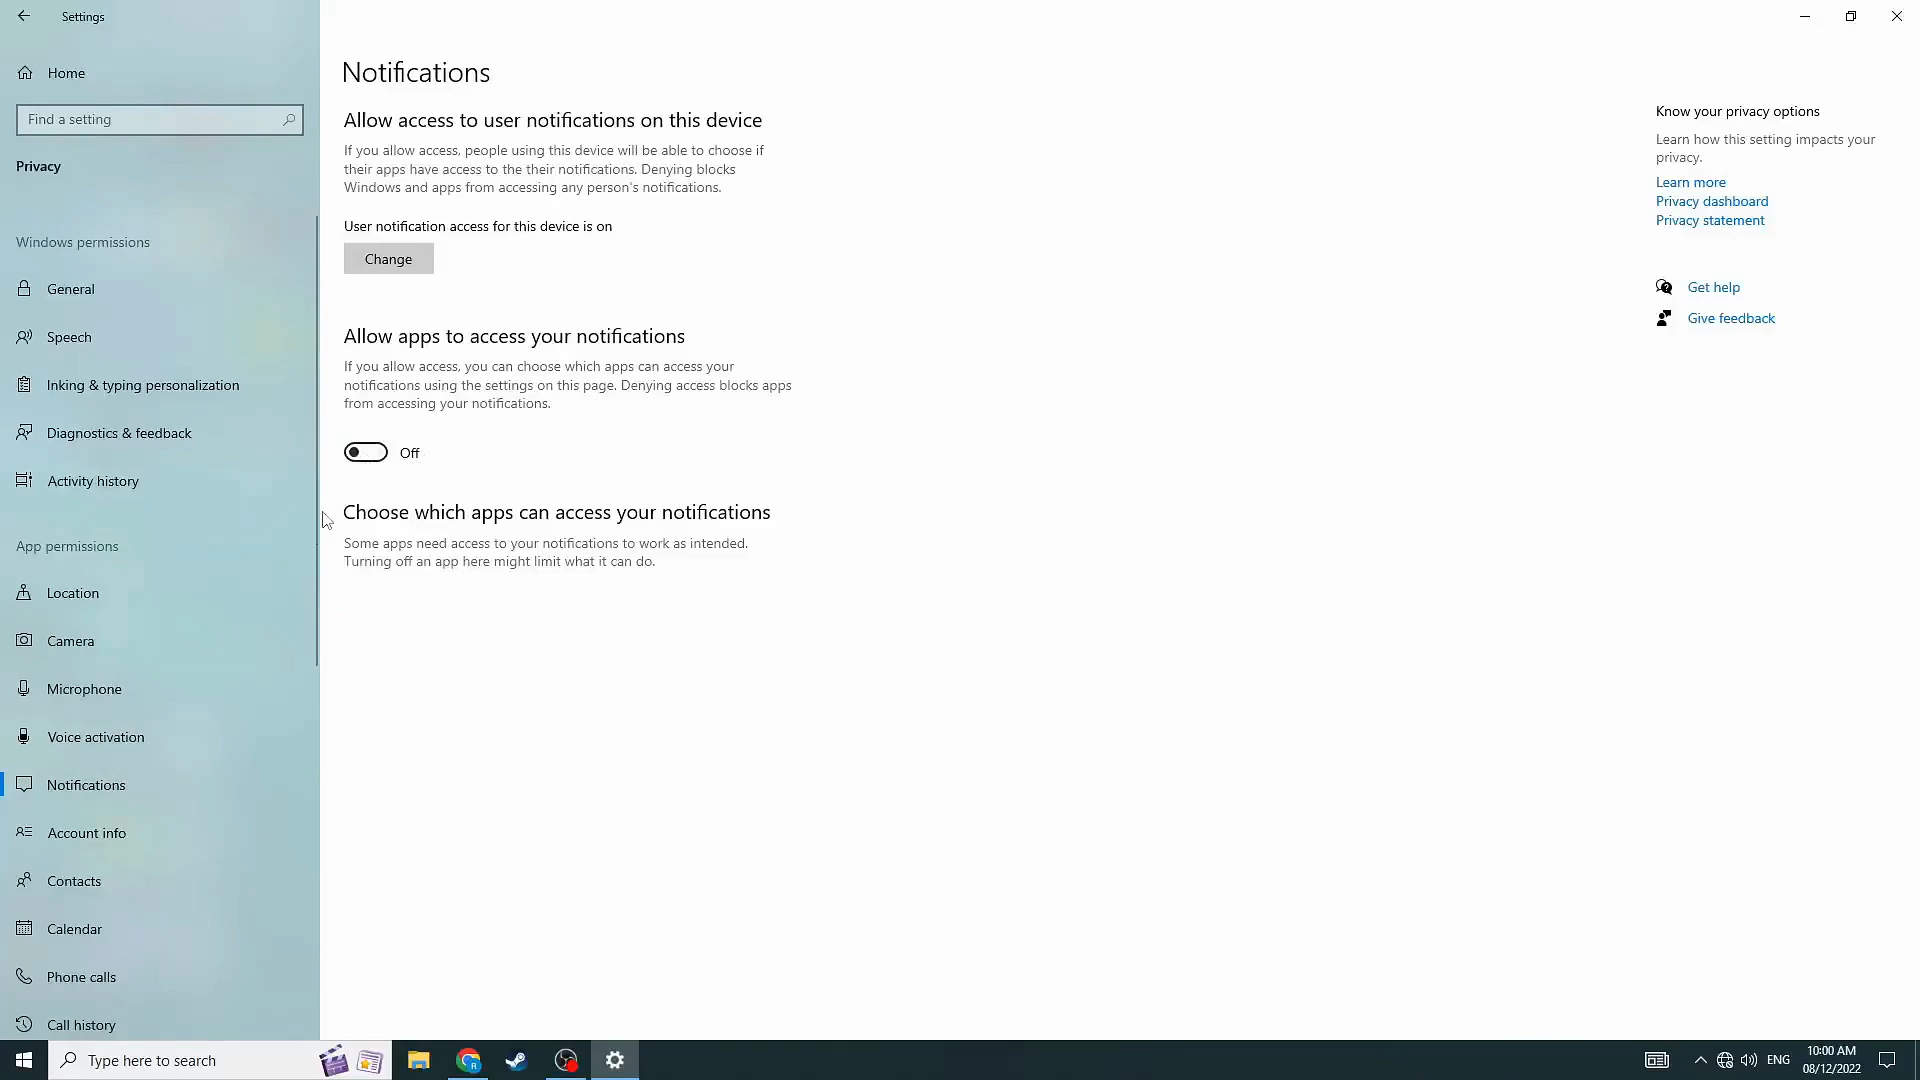 Settings
Home
Find a setting
Privacy
Windows permissions
General
Speech
Inking & typing personalization
Diagnostics & feedback
Activity history
App permissions
Location
Camera
Microphone
Voice activation
Notifications
Account info
Contacts
Calendar
Phone calls
Call history
Notifications
Allow access to user notifications on this device
If you allow access, people using this device will be able to choose if
their apps have access to the their notifications. Denying blocks
Windows and apps from accessing any person's notifications.
User notification access for this device is on
Change
Allow apps to access your notifications
If you allow access, you can choose which apps can access your
notifications using the settings on this page. Denying access blocks apps
from accessing your notifications.
Off
Choose which apps can access your notifications
Some apps need access to your notifications to work as intended.
Turning off an app here might limit what it can do.
Know your privacy options
Learn how this setting impacts your
privacy.
Learn more
Privacy dashboard
Privacy statement
Get help
Give feedback
Type here to search
R
ENG
10:00 AM
08/12/2022